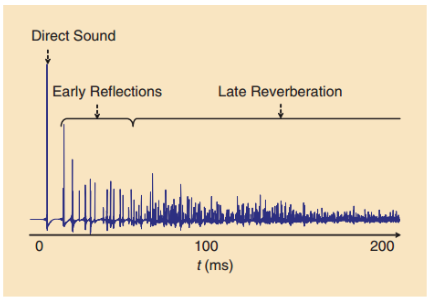 Direct Sound
Early Reflections
Late Reverberation
0
100
200
t (ms)